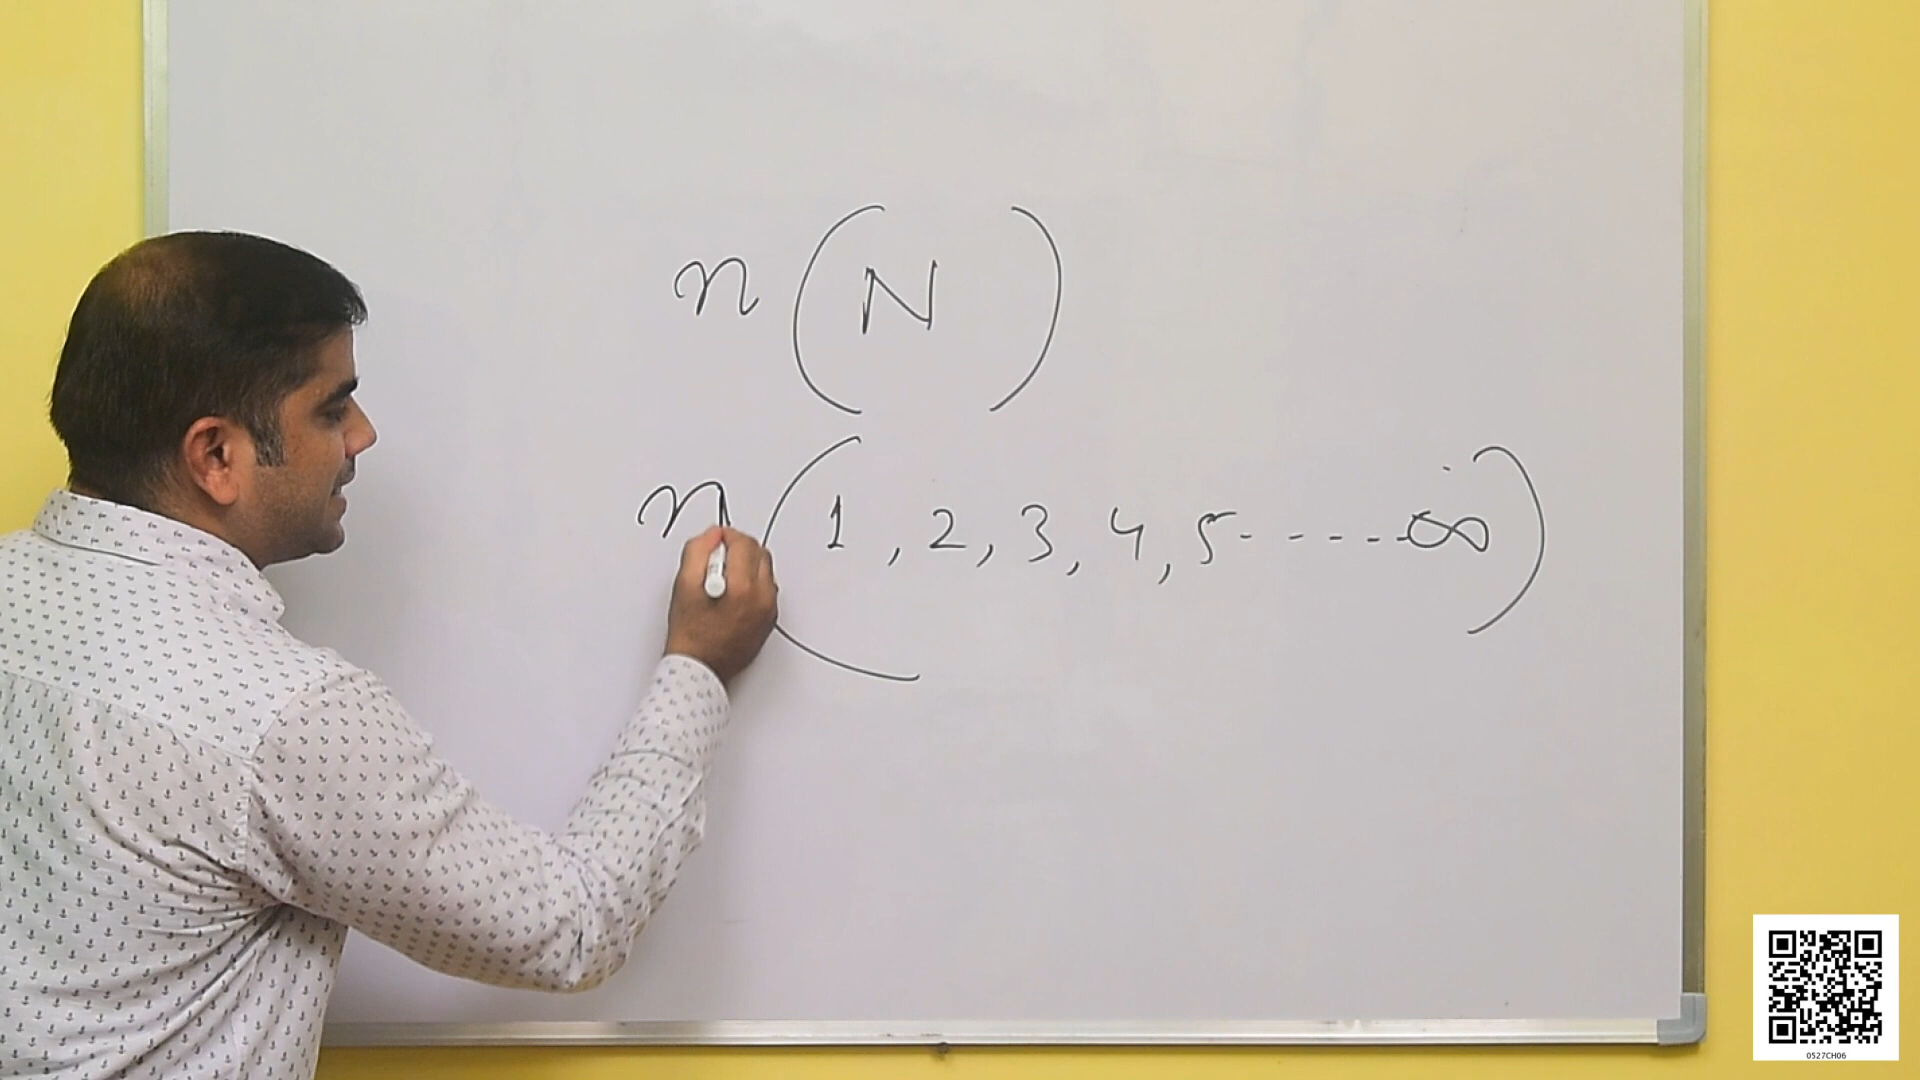 n ( N )
n ( 1 , 2 , 3 , 4 , 5 - - - - - ∞ )
0527CH06